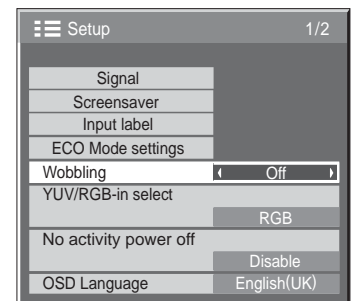 Setup 1/2
Signal
Screensaver
Input label
ECO Mode settings
Wobbling Off
YUV/RGB-in select
RGB
No activity power off
Disable
OSD Language English(UK)